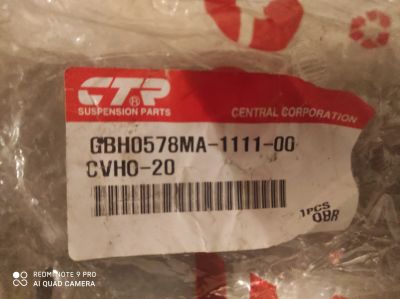 CTR
SUSPENSION PARTS
CENTRAL CORPORATION
GBH0578MA-1111-00
CVHO-20
1PCS
OBR
REDMI NOTE 9 PRO
AI QUAD CAMERA